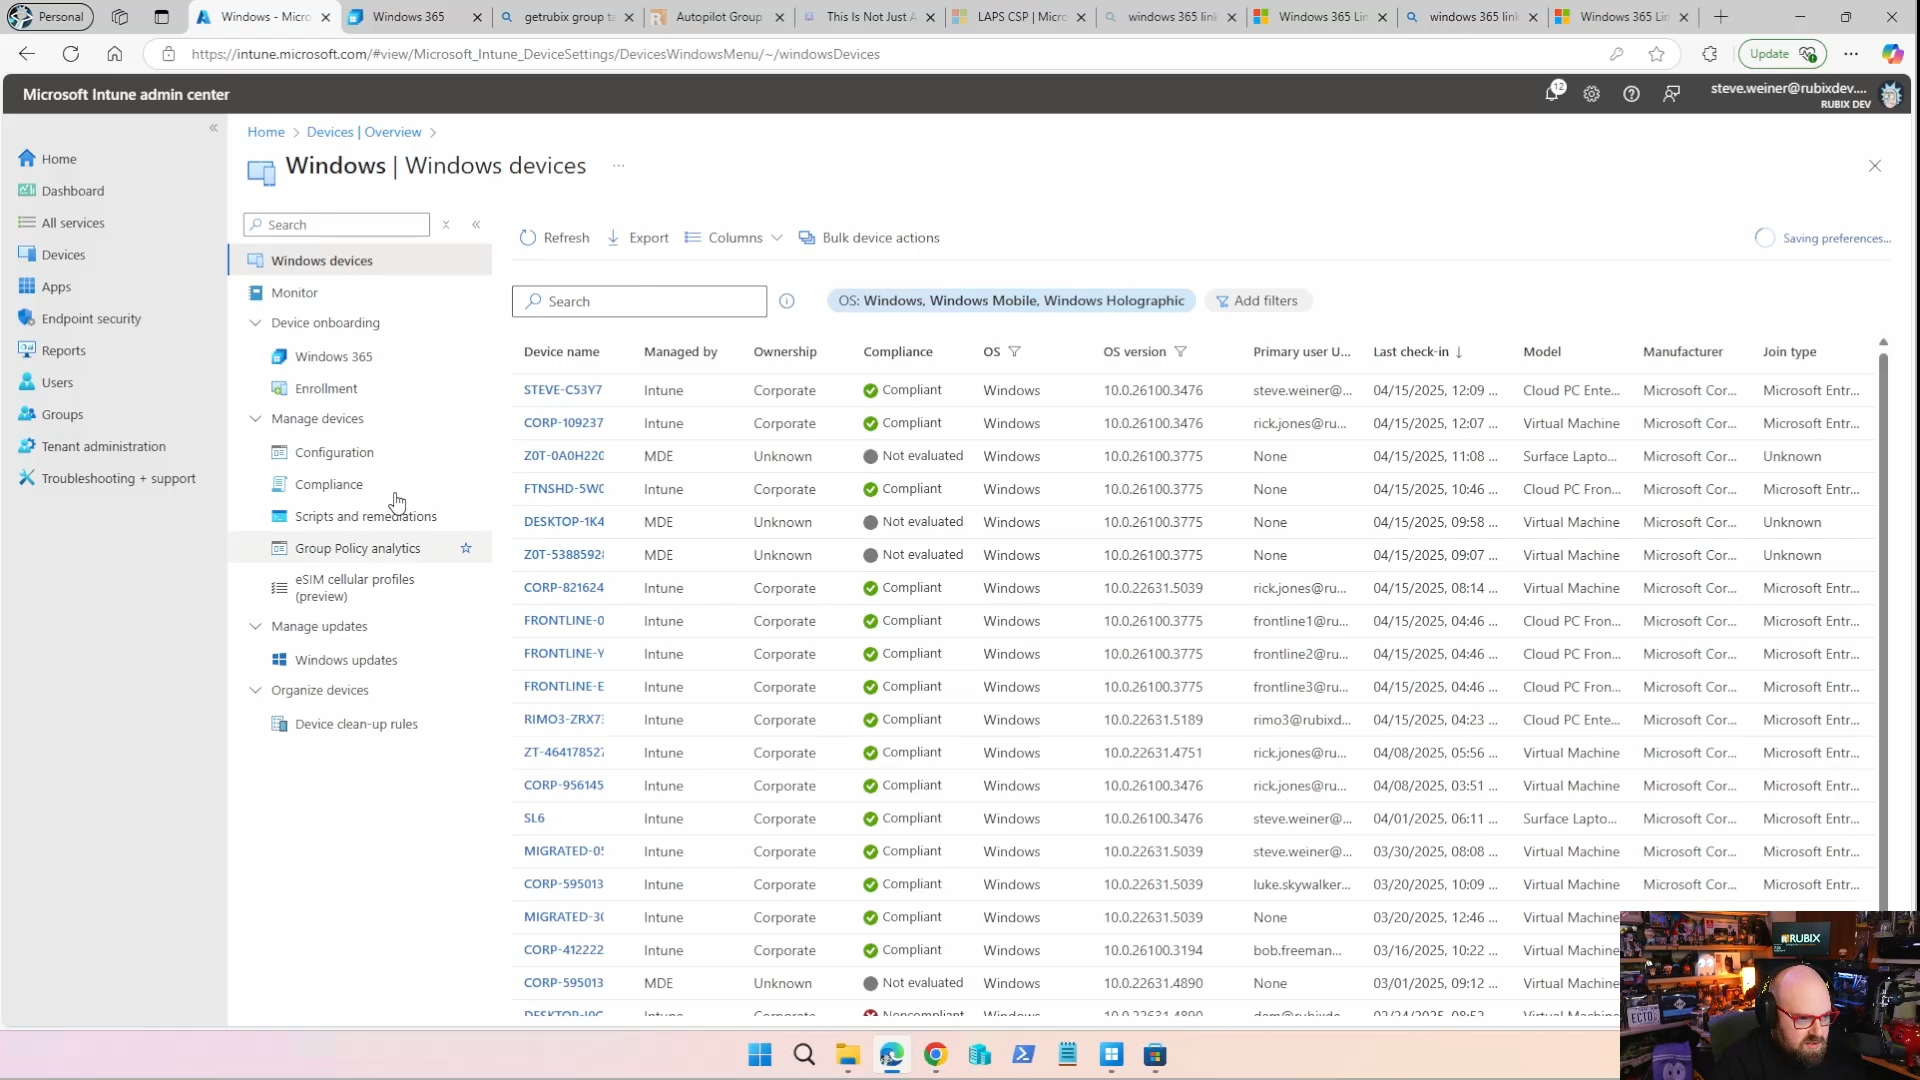 Personal
Windows - Micro
Windows 365
getrubix group ta
Autopilot Group
This Is Not Just A
LAPS CSP | Micro
windows 365 link
Windows 365 Lin
windows 365 link
Windows 365 Lin
https://intune.microsoft.com/#view/Microsoft_Intune_DeviceSettings/DevicesWindowsMenu/~/windowsDevices
Update
Microsoft Intune admin center
12
steve.weiner@rubixdev....
RUBIX DEV
Home
Dashboard
All services
Devices
Apps
Endpoint security
Reports
Users
Groups
Tenant administration
Troubleshooting + support
Home > Devices | Overview >
Windows | Windows devices
Search
Windows devices
Monitor
Device onboarding
Windows 365
Enrollment
Manage devices
Configuration
Compliance
Scripts and remediations
Group Policy analytics
eSIM cellular profiles
(preview)
Manage updates
Windows updates
Organize devices
Device clean-up rules
Refresh Export Columns Bulk device actions
Saving preferences...
Search
OS: Windows, Windows Mobile, Windows Holographic
Add filters
Device name Managed by Ownership Compliance OS OS version Primary user U... Last check-in ↓ Model Manufacturer Join type
STEVE-C53Y7 Intune Corporate Compliant Windows 10.0.26100.3476 steve.weiner@... 04/15/2025, 12:09 ... Cloud PC Ente... Microsoft Cor... Microsoft Entr...
CORP-109237 Intune Corporate Compliant Windows 10.0.26100.3476 rick.jones@ru... 04/15/2025, 12:07 ... Virtual Machine Microsoft Cor... Microsoft Entr...
Z0T-0A0H220 MDE Unknown Not evaluated Windows 10.0.26100.3775 None 04/15/2025, 11:08 ... Surface Lapto... Microsoft Cor... Unknown
FTNSHD-5W0 Intune Corporate Compliant Windows 10.0.26100.3775 None 04/15/2025, 10:46 ... Cloud PC Fron... Microsoft Cor... Microsoft Entr...
DESKTOP-1K4 MDE Unknown Not evaluated Windows 10.0.26100.3775 None 04/15/2025, 09:58 ... Virtual Machine Microsoft Cor... Unknown
Z0T-5388592 MDE Unknown Not evaluated Windows 10.0.26100.3775 None 04/15/2025, 09:07 ... Virtual Machine Microsoft Cor... Unknown
CORP-821624 Intune Corporate Compliant Windows 10.0.22631.5039 rick.jones@ru... 04/15/2025, 08:14 ... Virtual Machine Microsoft Cor... Microsoft Entr...
FRONTLINE-0 Intune Corporate Compliant Windows 10.0.26100.3775 frontline1@ru... 04/15/2025, 04:46 ... Cloud PC Fron... Microsoft Cor... Microsoft Entr...
FRONTLINE-Y Intune Corporate Compliant Windows 10.0.26100.3775 frontline2@ru... 04/15/2025, 04:46 ... Cloud PC Fron... Microsoft Cor... Microsoft Entr...
FRONTLINE-E Intune Corporate Compliant Windows 10.0.26100.3775 frontline3@ru... 04/15/2025, 04:46 ... Cloud PC Fron... Microsoft Cor... Microsoft Entr...
RIMO3-ZRX7 Intune Corporate Compliant Windows 10.0.22631.5189 rimo3@rubixd... 04/15/2025, 04:23 ... Cloud PC Ente... Microsoft Cor... Microsoft Entr...
ZT-46417852 Intune Corporate Compliant Windows 10.0.22631.4751 rick.jones@ru... 04/08/2025, 05:56 ... Virtual Machine Microsoft Cor... Microsoft Entr...
CORP-956145 Intune Corporate Compliant Windows 10.0.26100.3476 rick.jones@ru... 04/08/2025, 03:51 ... Virtual Machine Microsoft Cor... Microsoft Entr...
SL6 Intune Corporate Compliant Windows 10.0.26100.3476 steve.weiner@... 04/01/2025, 06:11 ... Surface Lapto... Microsoft Cor... Microsoft Entr...
MIGRATED-0 Intune Corporate Compliant Windows 10.0.22631.5039 steve.weiner@... 03/30/2025, 08:08 ... Virtual Machine Microsoft Cor... Microsoft Entr...
CORP-595013 Intune Corporate Compliant Windows 10.0.22631.5039 luke.skywalker... 03/20/2025, 10:09 ... Virtual Machine Microsoft Cor... Microsoft Entr...
MIGRATED-3 Intune Corporate Compliant Windows 10.0.22631.5039 None 03/20/2025, 12:46 ... Virtual Machine
CORP-412222 Intune Corporate Compliant Windows 10.0.26100.3194 bob.freeman... 03/16/2025, 10:22 ... Virtual Machine
CORP-595013 MDE Unknown Not evaluated Windows 10.0.22631.4890 None 03/01/2025, 09:12 ... Virtual Machine
Intune Corporate Noncompliant Windows 10.0.22631.4890 Virtual Machine
RUBIX
ECTO